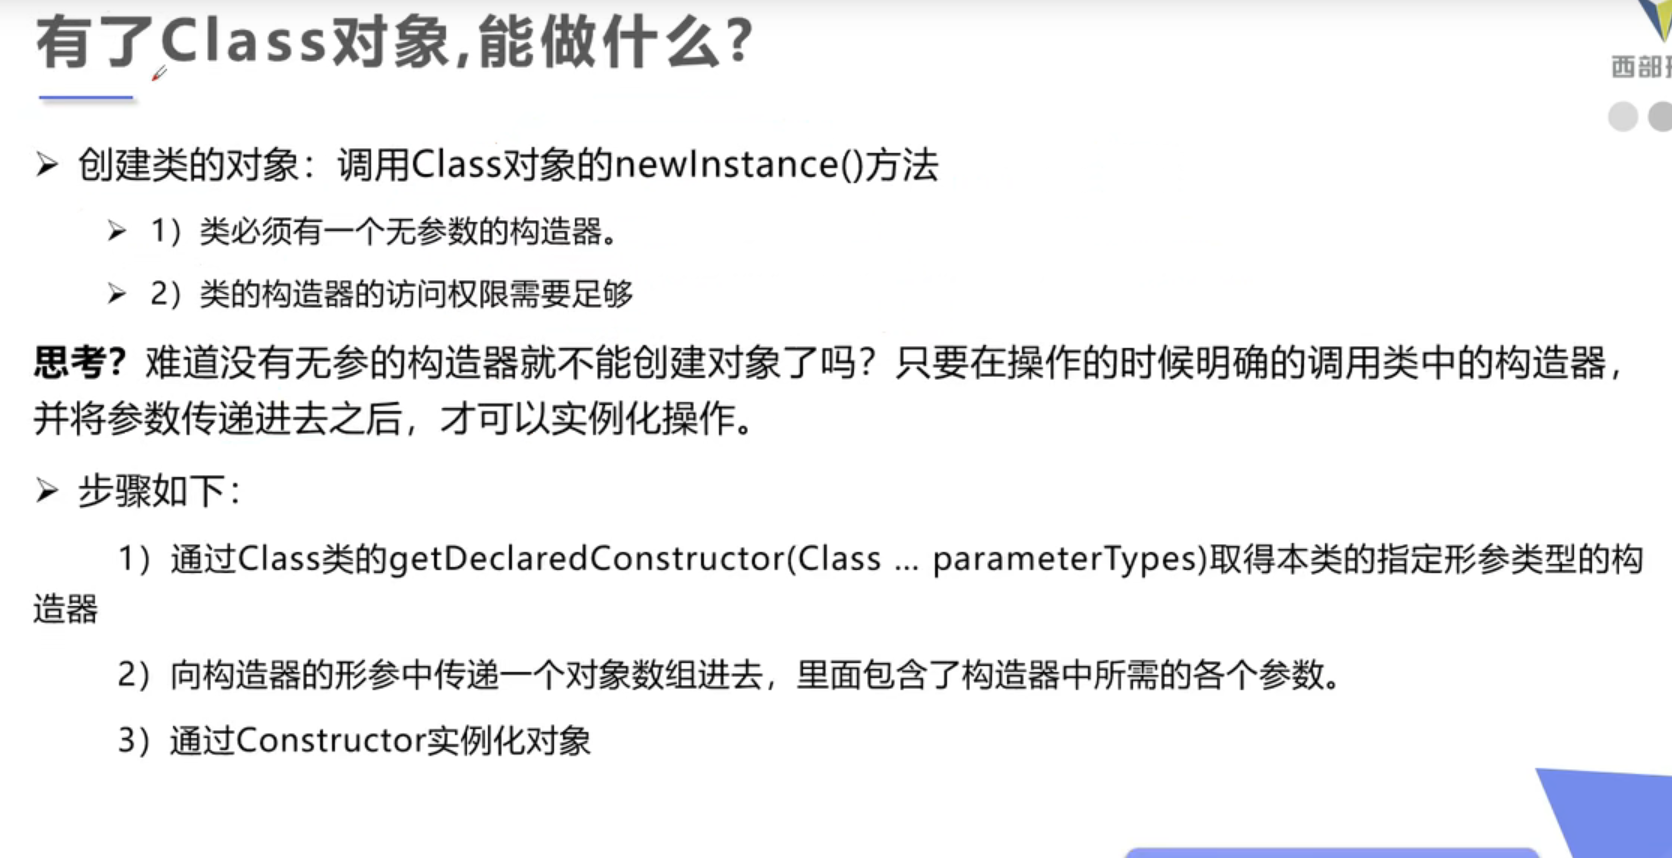 有了Class对象,能做什么?
西部
➢ 创建类的对象：调用Class对象的newInstance()方法
➢ 1）类必须有一个无参数的构造器。
➢ 2）类的构造器的访问权限需要足够
思考？难道没有无参的构造器就不能创建对象了吗？只要在操作的时候明确的调用类中的构造器，
并将参数传递进去之后，才可以实例化操作。
➢ 步骤如下：
1）通过Class类的getDeclaredConstructor(Class … parameterTypes)取得本类的指定形参类型的构
造器
2）向构造器的形参中传递一个对象数组进去，里面包含了构造器中所需的各个参数。
3）通过Constructor实例化对象